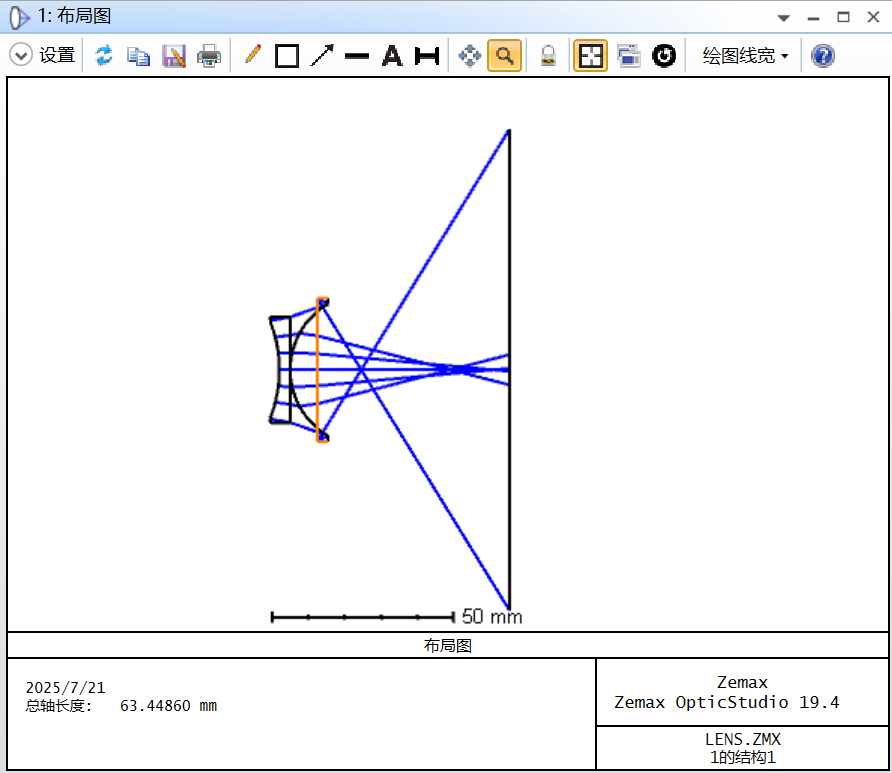 1: 布局图
设置
A
绘图线宽
50 mm
布局图
2025/7/21
总轴长度: 63.44860 mm
Zemax
Zemax OpticStudio 19.4
LENS.ZMX
1的结构1